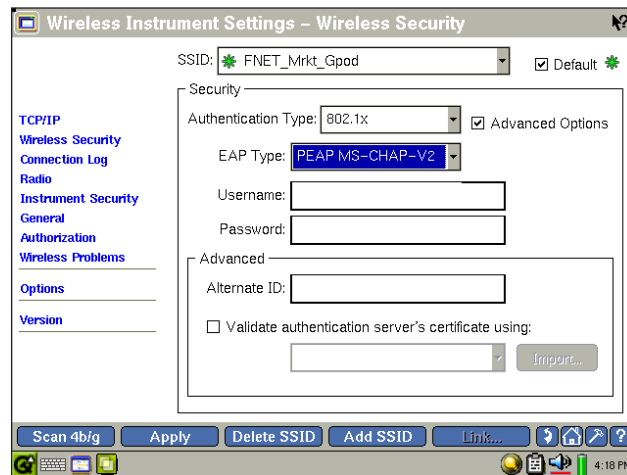 Wireless Instrument Settings – Wireless Security
SSID: FNET_Mrkt_Gpod
Default
Security
TCP/IP
Wireless Security
Connection Log
Radio
Instrument Security
General
Authorization
Wireless Problems
Options
Version
Authentication Type: 802.1x
Advanced Options
EAP Type: PEAP MS-CHAP-V2
Username:
Password:
Advanced
Alternate ID:
Validate authentication server's certificate using:
Import...
Scan 4b/g Apply Delete SSID Add SSID Link... ?
4:18 PM